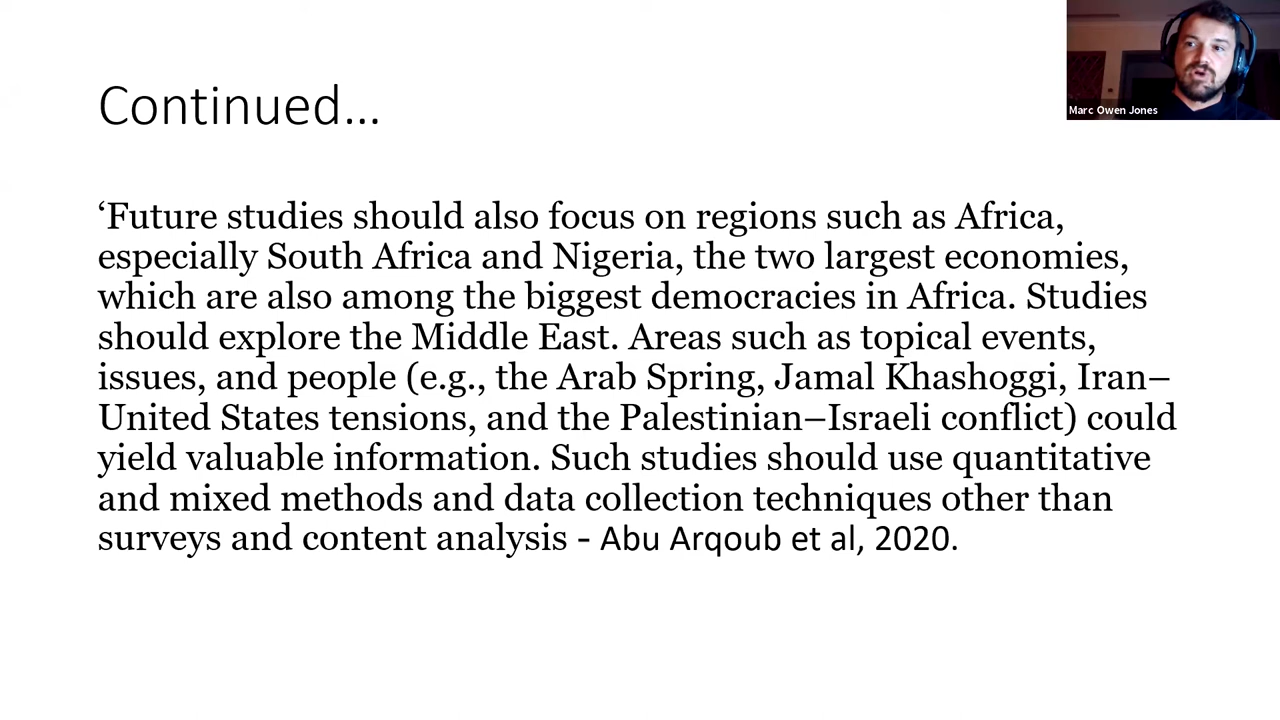 Continued…
Marc Owen Jones
‘Future studies should also focus on regions such as Africa,
especially South Africa and Nigeria, the two largest economies,
which are also among the biggest democracies in Africa. Studies
should explore the Middle East. Areas such as topical events,
issues, and people (e.g., the Arab Spring, Jamal Khashoggi, Iran–
United States tensions, and the Palestinian–Israeli conflict) could
yield valuable information. Such studies should use quantitative
and mixed methods and data collection techniques other than
surveys and content analysis - Abu Arqoub et al, 2020.